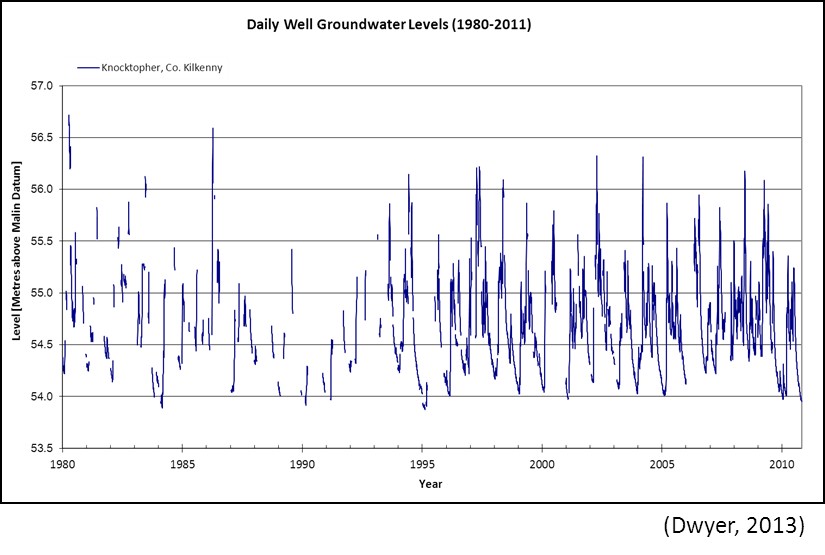 Daily Well Groundwater Levels (1980-2011)
Knocktopher, Co. Kilkenny
Level [Metres above Malin Datum]
57.0
56.5
56.0
55.5
55.0
54.5
54.0
53.5
1980 1985 1990 1995 2000 2005 2010
Year
(Dwyer, 2013)